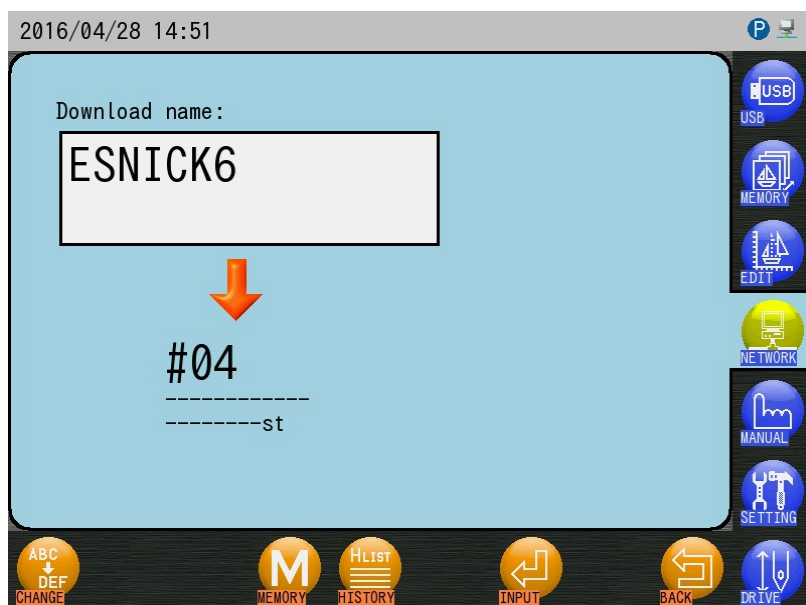 2016/04/28 14:51
P
Download name:
ESNICK6
#04
------------
--------st
USB
USB
MEMORY
EDIT
NETWORK
MANUAL
SETTING
ABC
DEF
CHANGE
M
MEMORY
HLIST
HISTORY
INPUT
BACK
DRIVE